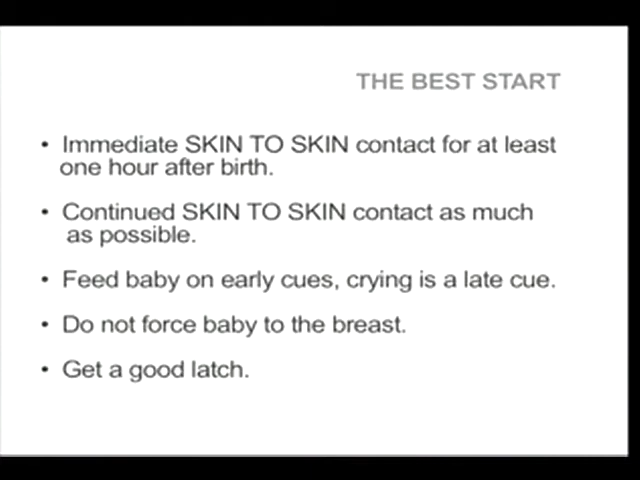 THE BEST START
• Immediate SKIN TO SKIN contact for at least
one hour after birth.
• Continued SKIN TO SKIN contact as much
as possible.
• Feed baby on early cues, crying is a late cue.
• Do not force baby to the breast.
• Get a good latch.